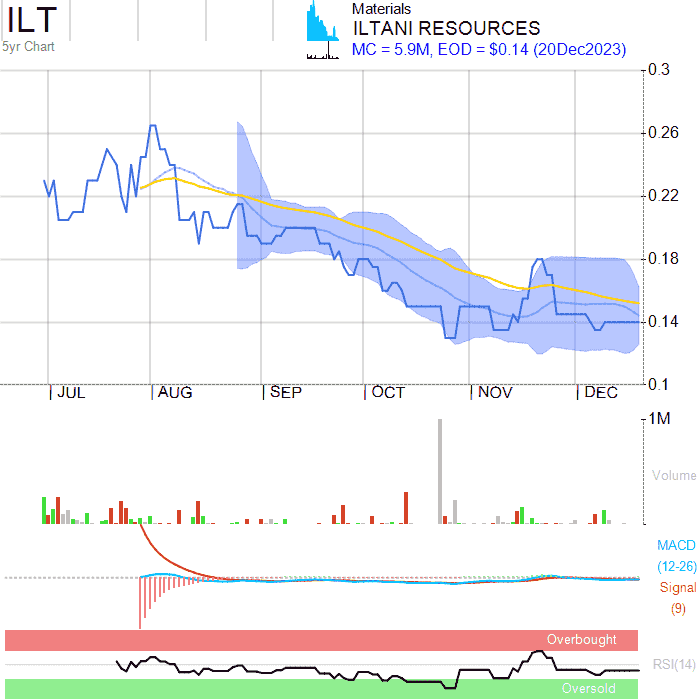 ILT
5yr Chart
Materials
ILTANI RESOURCES
MC = 5.9M, EOD = $0.14 (20Dec2023)
0.3
0.26
0.22
0.18
0.14
0.1
JUL AUG SEP OCT NOV DEC
1M
Volume
MACD
(12-26)
Signal
(9)
Overbought
RSI(14)
Oversold